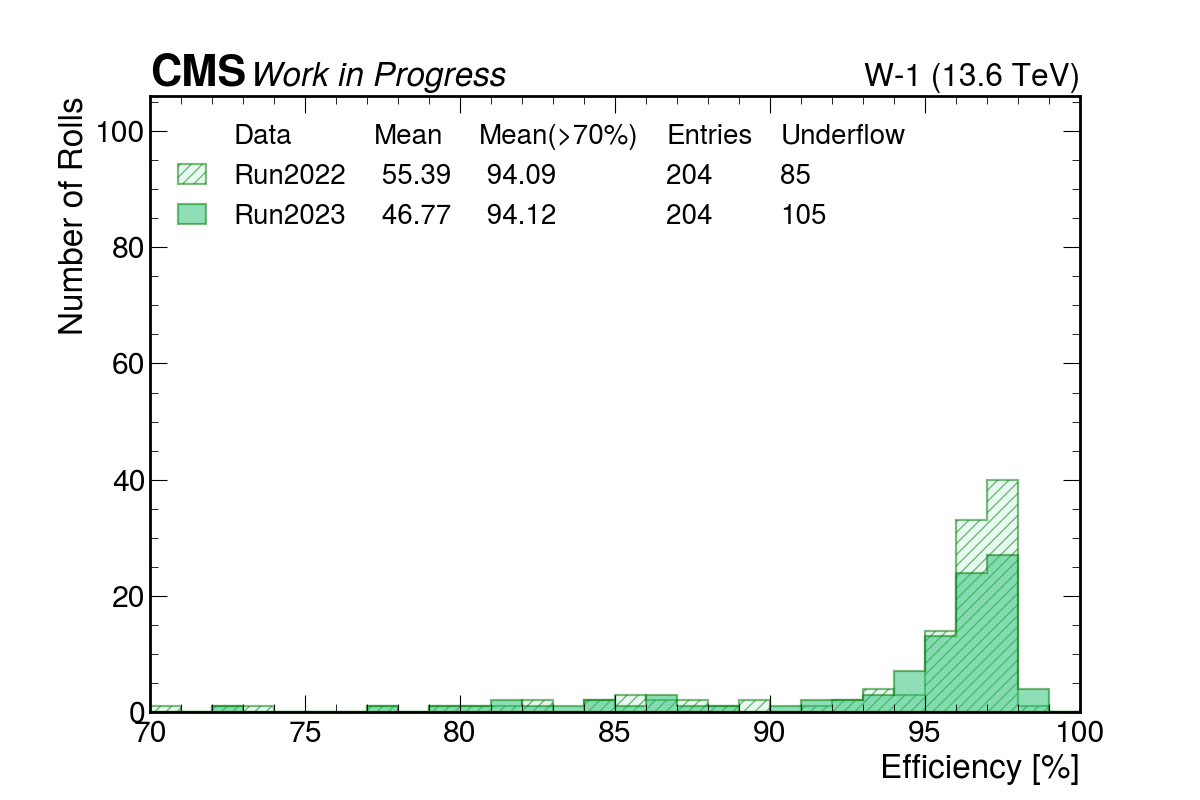 CMS Work in Progress W-1 (13.6 TeV)
Number of Rolls
Data Mean Mean(>70%) Entries Underflow
Run2022 55.39 94.09 204 85
Run2023 46.77 94.12 204 105
100
80
60
40
20
0
70 75 80 85 90 95 100
Efficiency [%]